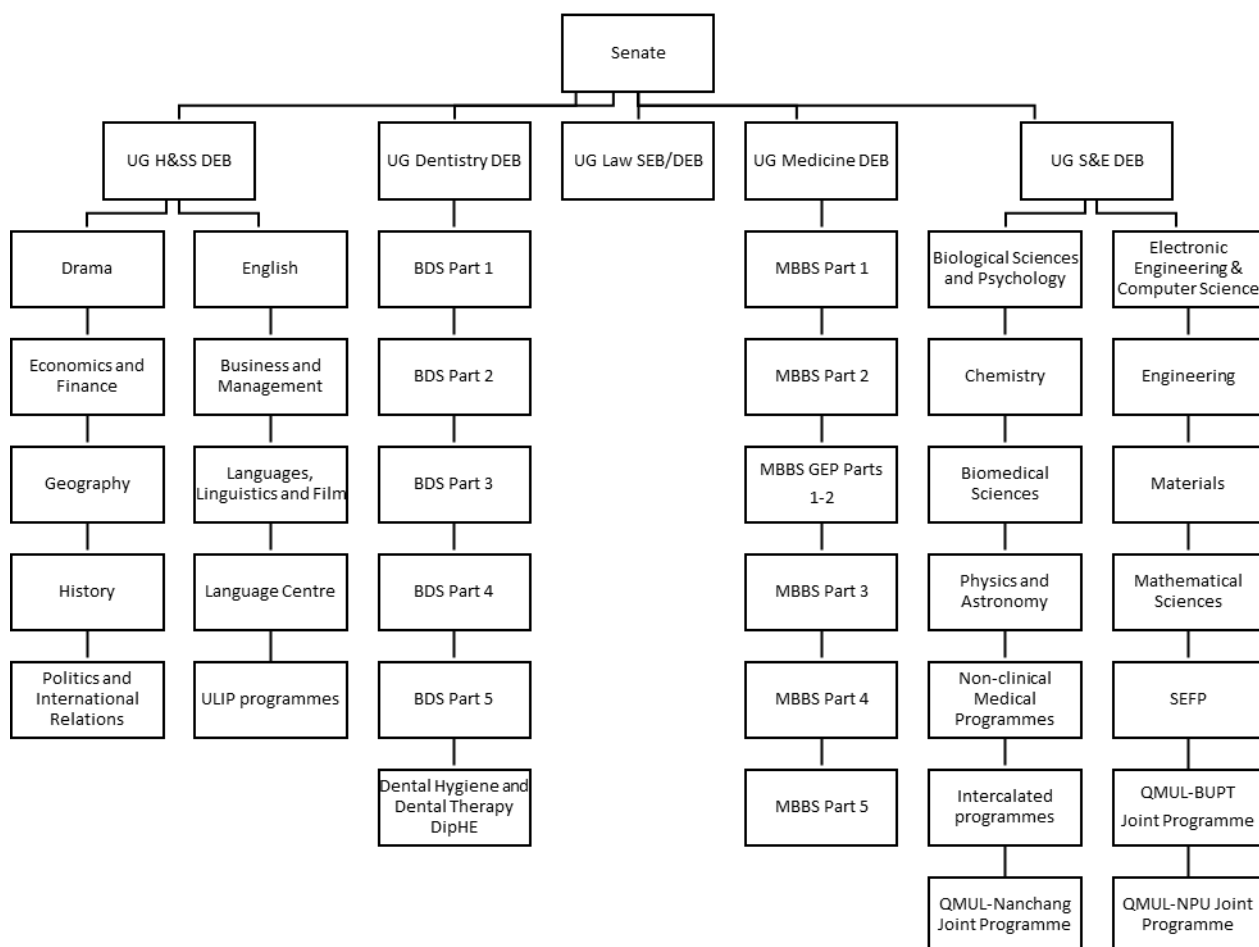 Senate
UG H&SS DEB
UG Dentistry DEB
UG Law SEB/DEB
UG Medicine DEB
UG S&E DEB
Drama
English
BDS Part 1
MBBS Part 1
Biological Sciences
and Psychology
Electronic
Engineering &
Computer Science
Economics and
Finance
Business and
Management
BDS Part 2
MBBS Part 2
Chemistry
Engineering
Geography
Languages,
Linguistics and Film
BDS Part 3
MBBS GEP Parts
1-2
Biomedical
Sciences
Materials
History
Language Centre
BDS Part 4
MBBS Part 3
Physics and
Astronomy
Mathematical
Sciences
Politics and
International
Relations
ULIP programmes
BDS Part 5
MBBS Part 4
Non-clinical
Medical
Programmes
SEFP
Dental Hygiene and
Dental Therapy
DipHE
MBBS Part 5
Intercalated
programmes
QMUL-BUPT
Joint Programme
QMUL-Nanchang
Joint Programme
QMUL-NPU Joint
Programme